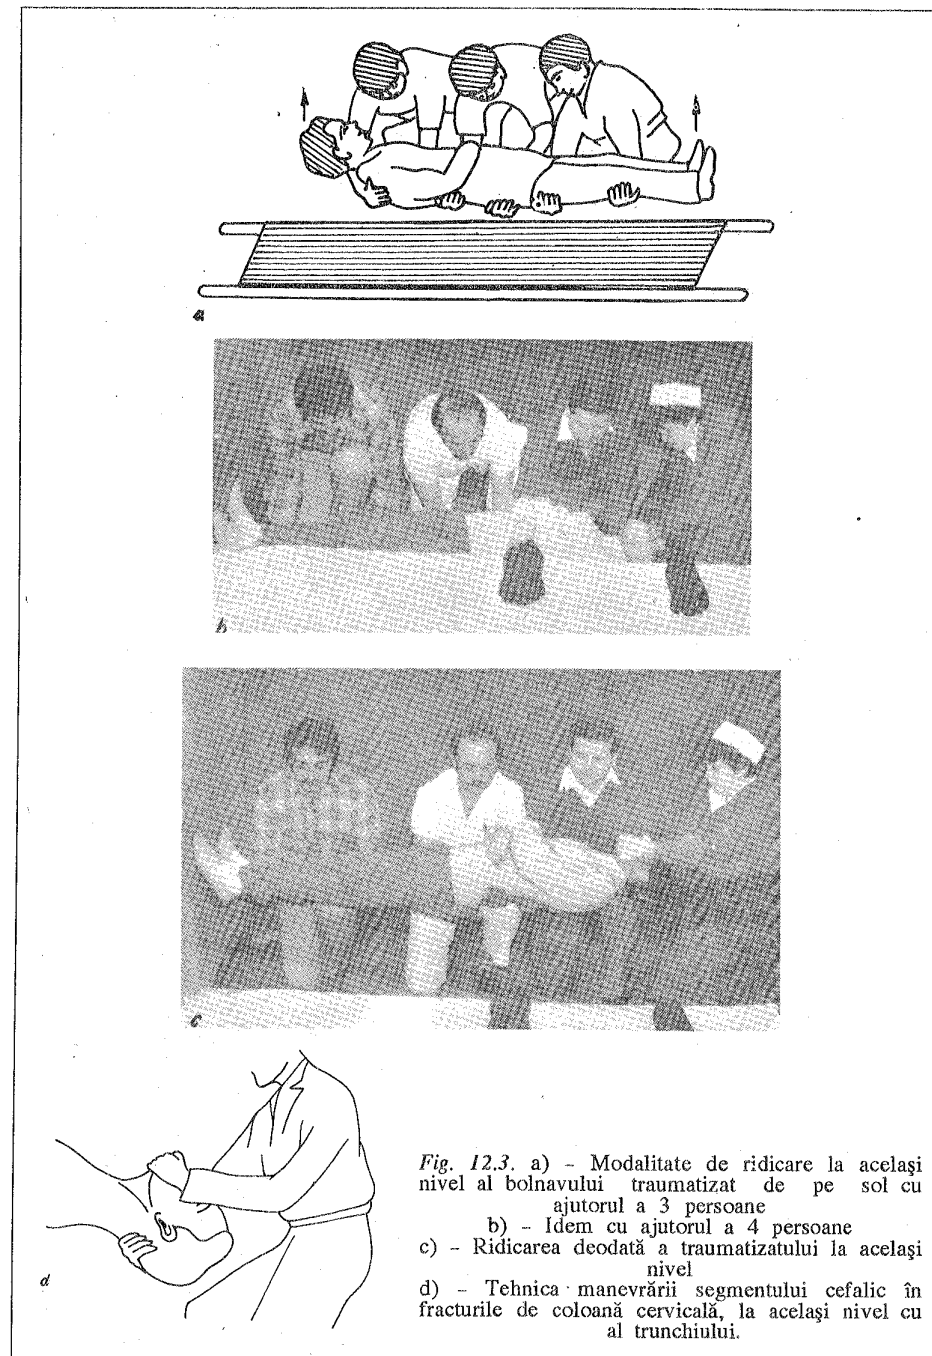 a
b
c
d
Fig. 12.3. a) – Modalitate de ridicare la acelaşi
nivel al bolnavului traumatizat de pe sol cu
ajutorul a 3 persoane
b) – Idem cu ajutorul a 4 persoane
c) – Ridicarea deodată a traumatizatului la acelaşi
nivel
d) – Tehnica manevrării segmentului cefalic în
fracturile de coloană cervicală, la acelaşi nivel cu
al trunchiului.